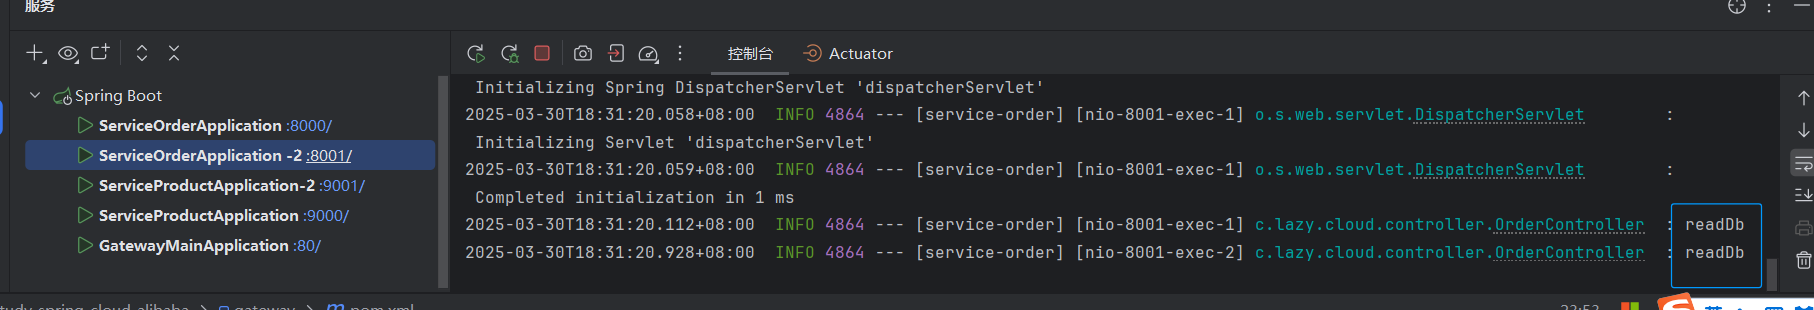 服务
控制台 Actuator
Spring Boot
ServiceOrderApplication :8000/
ServiceOrderApplication -2 :8001/
ServiceProductApplication-2 :9001/
ServiceProductApplication :9000/
GatewayMainApplication :80/
Initializing Spring DispatcherServlet 'dispatcherServlet'
2025-03-30T18:31:20.058+08:00 INFO 4864 --- [service-order] [nio-8001-exec-1] o.s.web.servlet.DispatcherServlet :
Initializing Servlet 'dispatcherServlet'
2025-03-30T18:31:20.059+08:00 INFO 4864 --- [service-order] [nio-8001-exec-1] o.s.web.servlet.DispatcherServlet :
Completed initialization in 1 ms
2025-03-30T18:31:20.112+08:00 INFO 4864 --- [service-order] [nio-8001-exec-1] c.lazy.cloud.controller.OrderController : readDb
2025-03-30T18:31:20.928+08:00 INFO 4864 --- [service-order] [nio-8001-exec-2] c.lazy.cloud.controller.OrderController : readDb
tudy-spring-cloud-alibaba > gateway > pom.xml